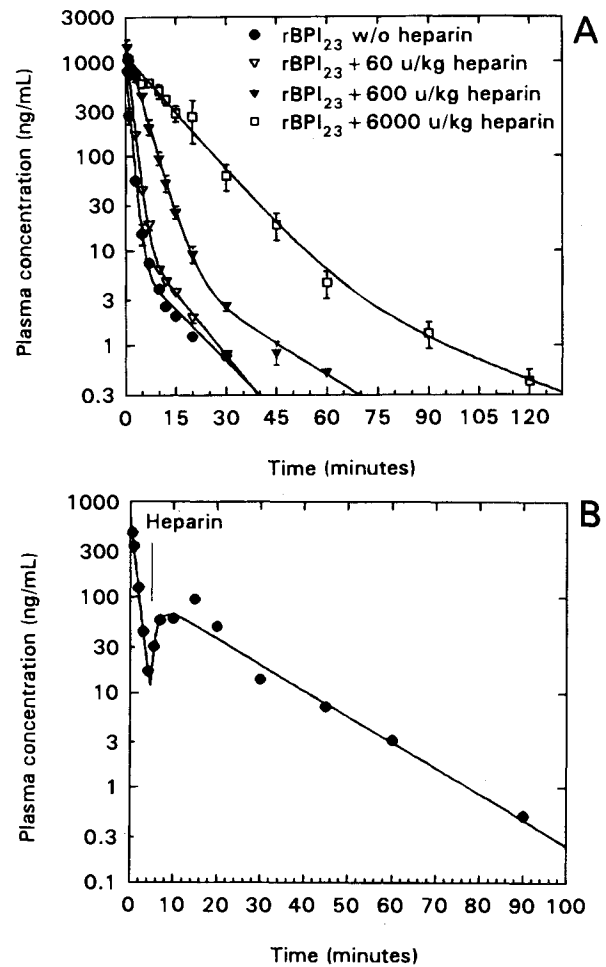 A
● rBPI23 w/o heparin
▽ rBPI23 + 60 u/kg heparin
▼ rBPI23 + 600 u/kg heparin
□ rBPI23 + 6000 u/kg heparin
Plasma concentration (ng/mL)
3000
1000
300
100
30
10
3
1
0.3
0 15 30 45 60 75 90 105 120
Time (minutes)
B
Heparin
Plasma concentration (ng/mL)
1000
300
100
30
10
3
1
0.3
0.1
0 10 20 30 40 50 60 70 80 90 100
Time (minutes)